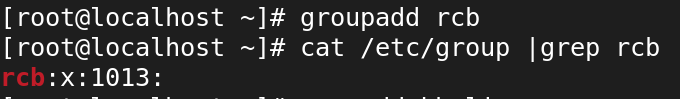 [root@localhost ~]# groupadd rcb
[root@localhost ~]# cat /etc/group |grep rcb
rcb:x:1013: